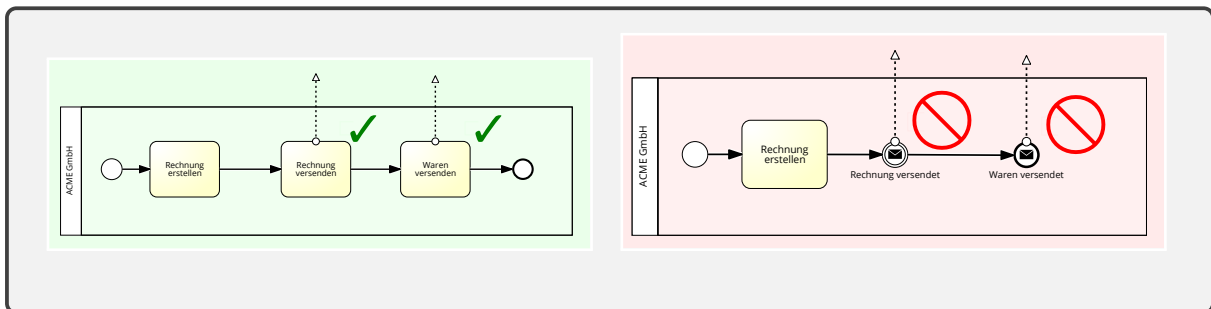 ACME GmbH
Rechnung
erstellen
Rechnung
versenden
Waren
versenden
ACME GmbH
Rechnung
erstellen
Rechnung versendet
Waren versendet